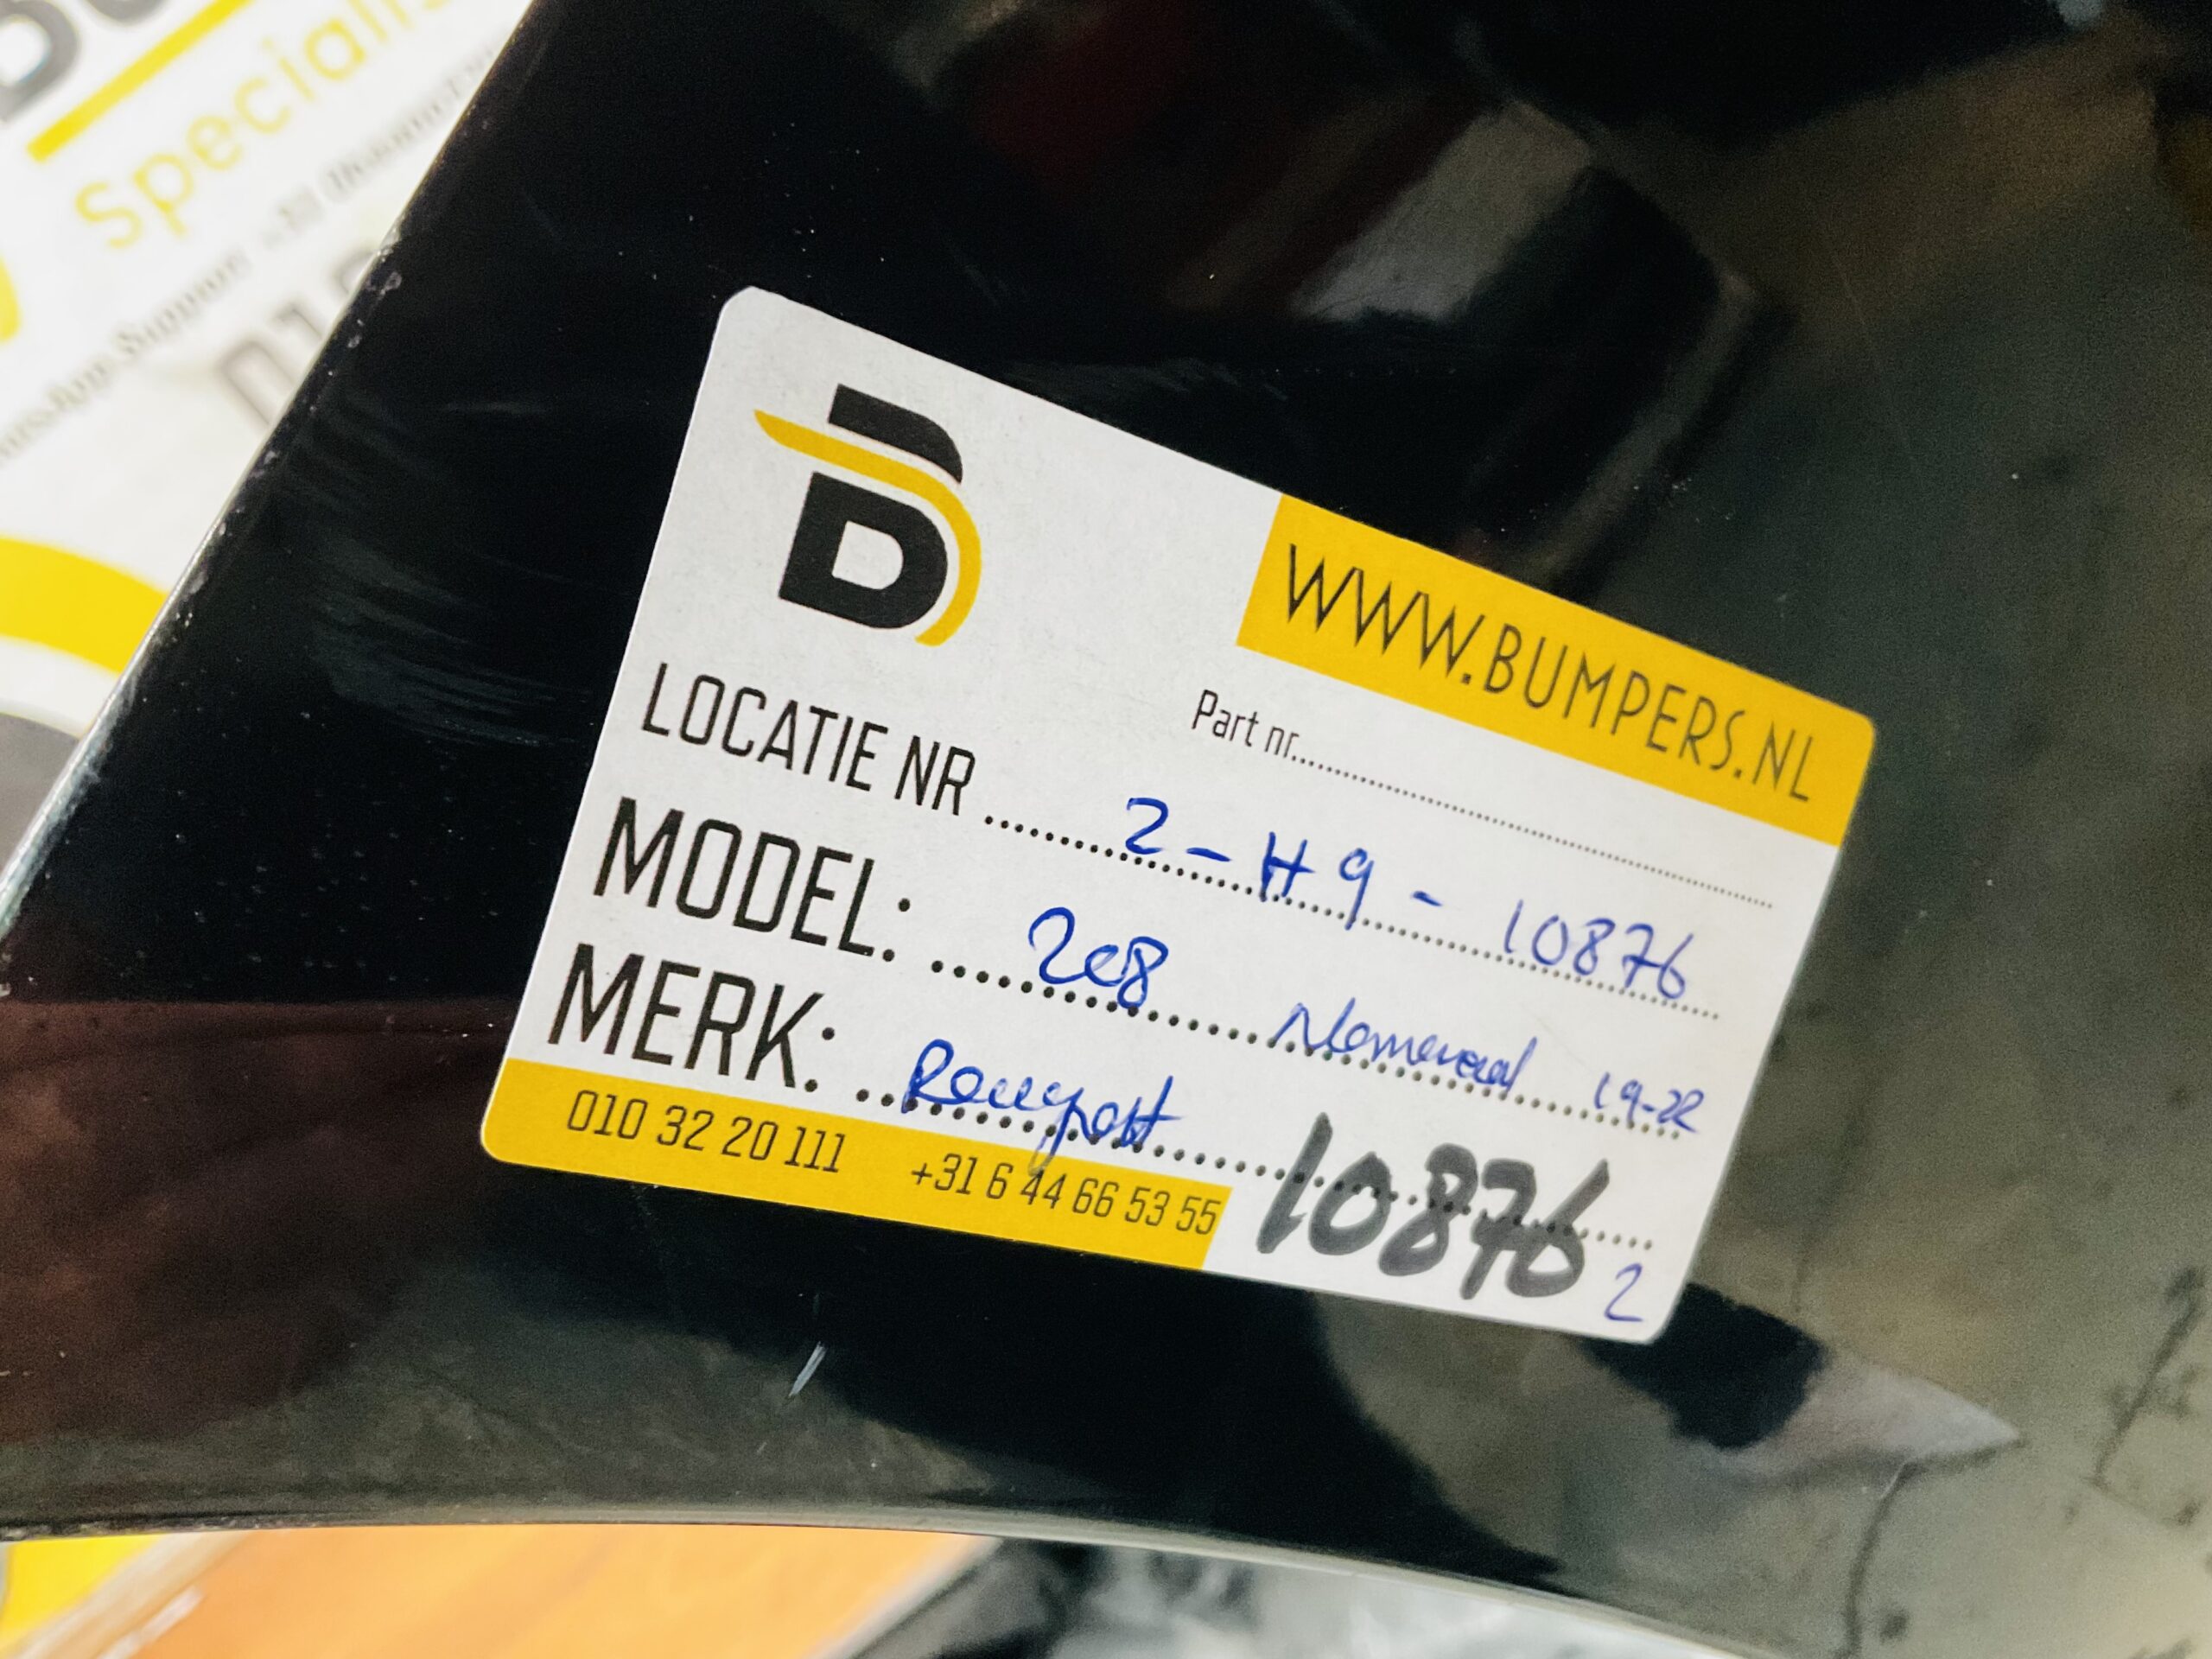 Specialis
WWW.BUMPERS.NL
Part nr.
LOCATIE NR 2-H9 - 10876
MODEL: 208 19-22
MERK: Peugeot
010 32 20 111 +31 6 44 66 53 55
10876
2